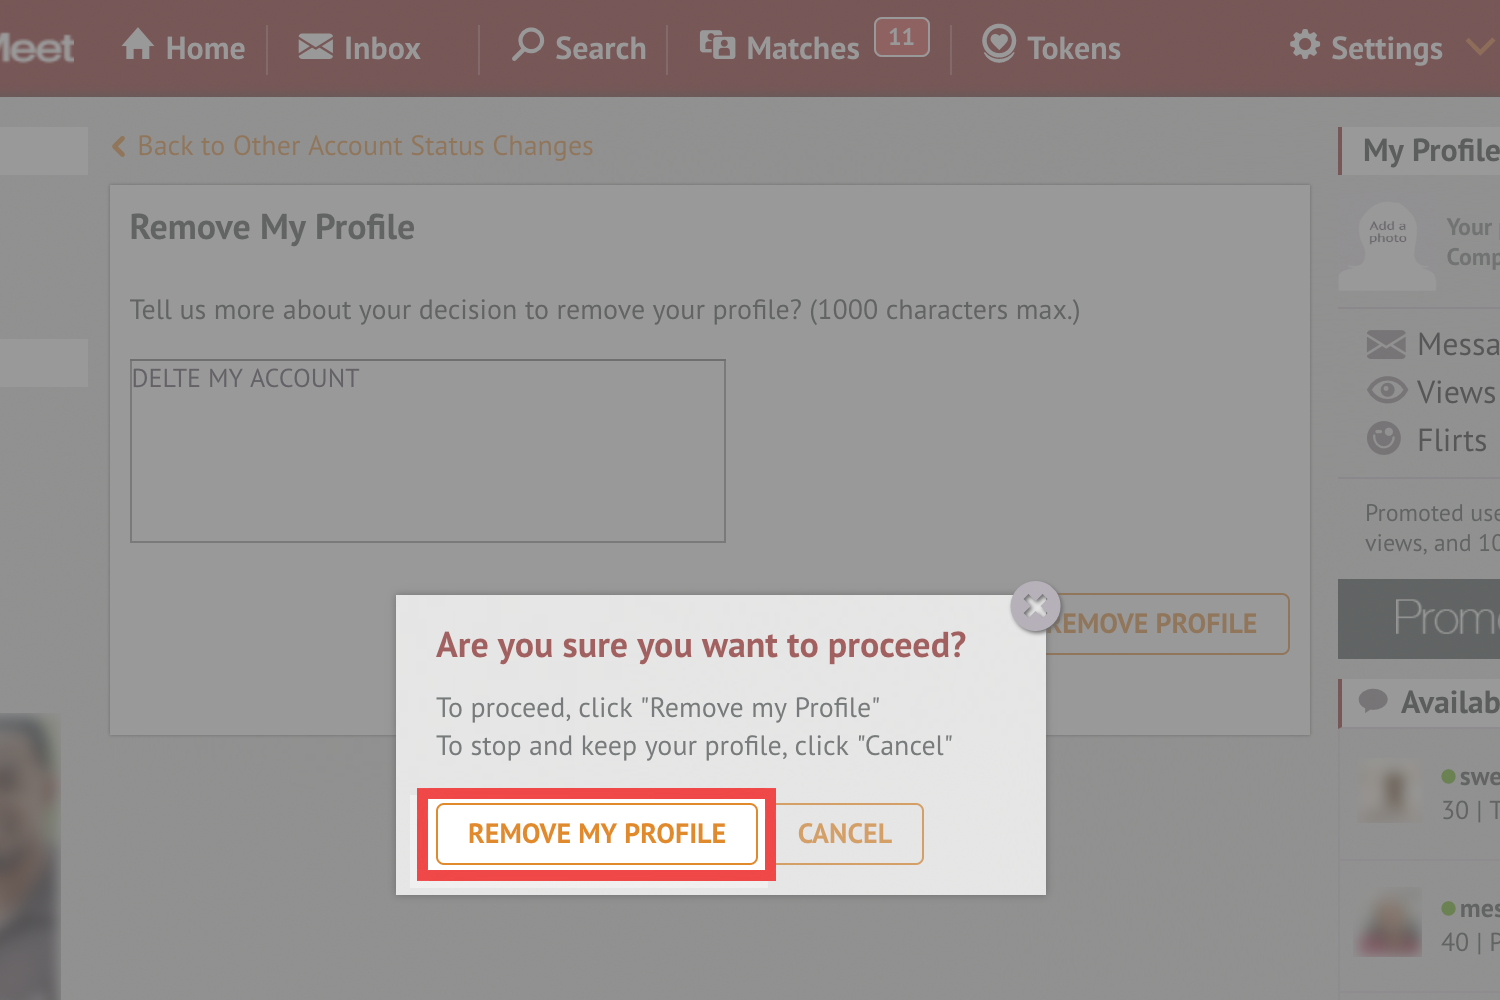 Meet
Home
Inbox
Search
Matches
11
Tokens
Settings
Back to Other Account Status Changes
Remove My Profile
Tell us more about your decision to remove your profile? (1000 characters max.)
DELTE MY ACCOUNT
REMOVE PROFILE
Are you sure you want to proceed?
To proceed, click "Remove my Profile"
To stop and keep your profile, click "Cancel"
REMOVE MY PROFILE
CANCEL
My Profile
Add a
photo
Your
Comp
Messa
Views
Flirts
Promoted use
views, and 10
Promo
Availab
swe
30 | T
mes
40 | P